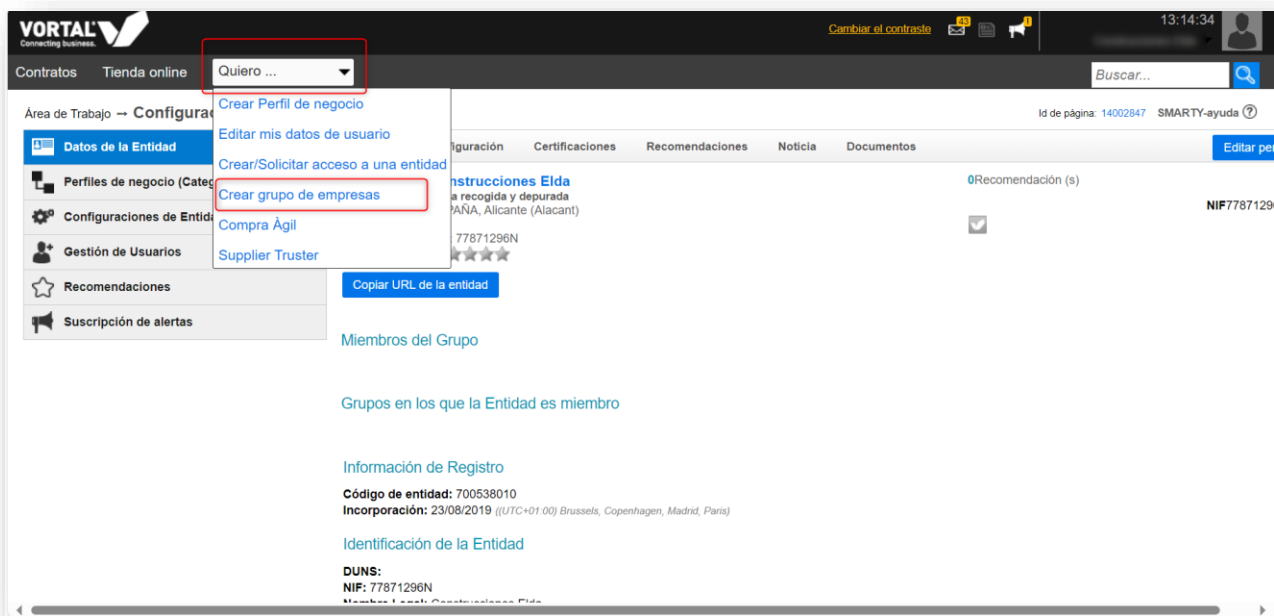 VORTAL
Connecting business.
Cambiar el contraste
43
1
13:14:34
Contratos Tienda online Quiero ... Buscar...
Área de Trabajo → Configurac
Id de página: 14002847 SMARTY-ayuda ?
Crear Perfil de negocio
Editar mis datos de usuario
Crear/Solicitar acceso a una entidad
Crear grupo de empresas
Compra Àgil
Supplier Truster
Datos de la Entidad
Perfiles de negocio (Categ
Configuraciones de Entida
Gestión de Usuarios
Recomendaciones
Suscripción de alertas
figuración Certificaciones Recomendaciones Noticia Documentos
Editar per
nstrucciones Elda
a recogida y depurada
PAÑA, Alicante (Alacant)
: 77871296N
0Recomendación (s)
NIF7787129
Copiar URL de la entidad
Miembros del Grupo
Grupos en los que la Entidad es miembro
Información de Registro
Código de entidad: 700538010
Incorporación: 23/08/2019 ((UTC+01:00) Brussels, Copenhagen, Madrid, Paris)
Identificación de la Entidad
DUNS:
NIF: 77871296N
Nombre Legal: Construcciones Elda